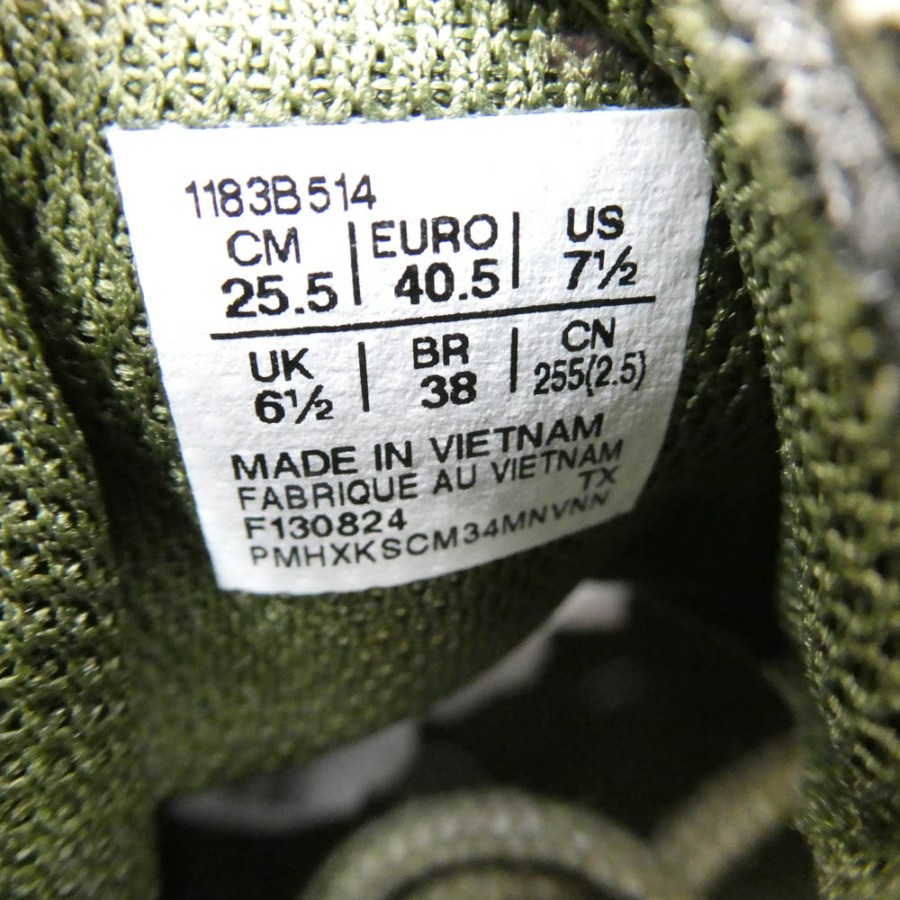 1183B514
CM | EURO | US
25.5 | 40.5 | 7½
UK | BR | CN
6½ | 38 | 255(2.5)
MADE IN VIETNAM
FABRIQUE AU VIETNAM
TX
F130824
PMHXKSCM34MNVNN